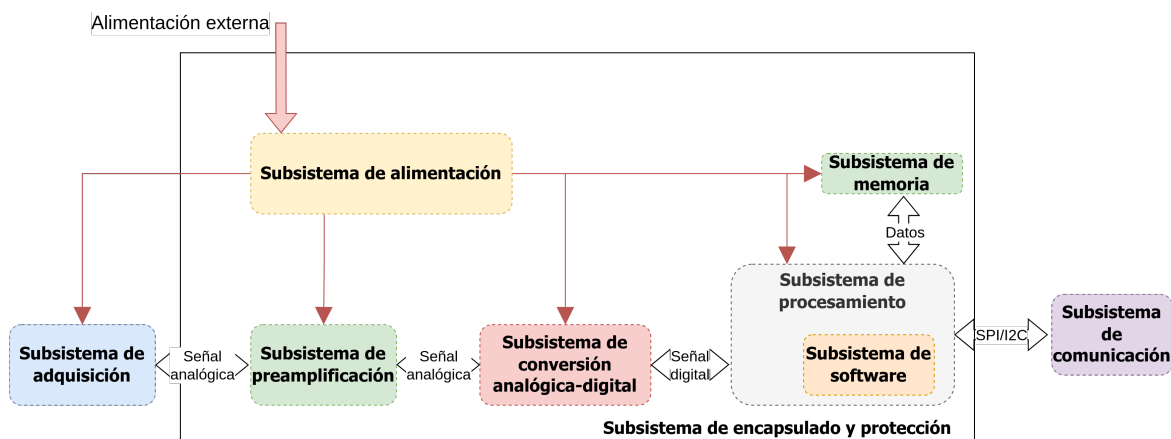 Alimentación externa
Subsistema de alimentación
Subsistema de
memoria
Datos
Subsistema de
procesamiento
Subsistema de
adquisición
Señal
analógica
Subsistema de
preamplificación
Señal
analógica
Subsistema de
conversión
analógica-digital
Señal
digital
Subsistema de
software
SPI/I2C
Subsistema
de
comunicación
Subsistema de encapsulado y protección